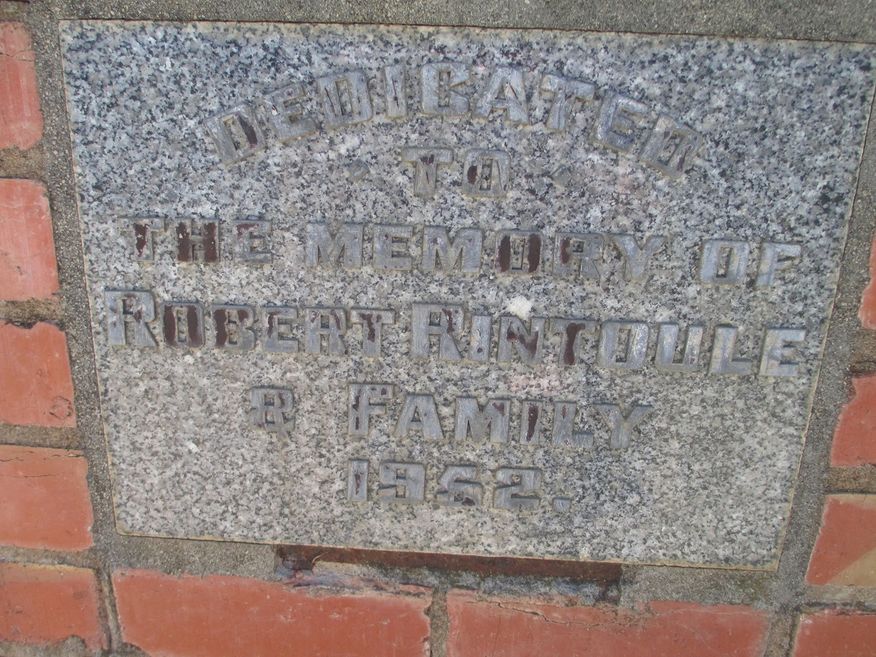 DEDICATED
· TO ·
THE MEMORY OF
ROBERT RINTOULE
& FAMILY
1962.